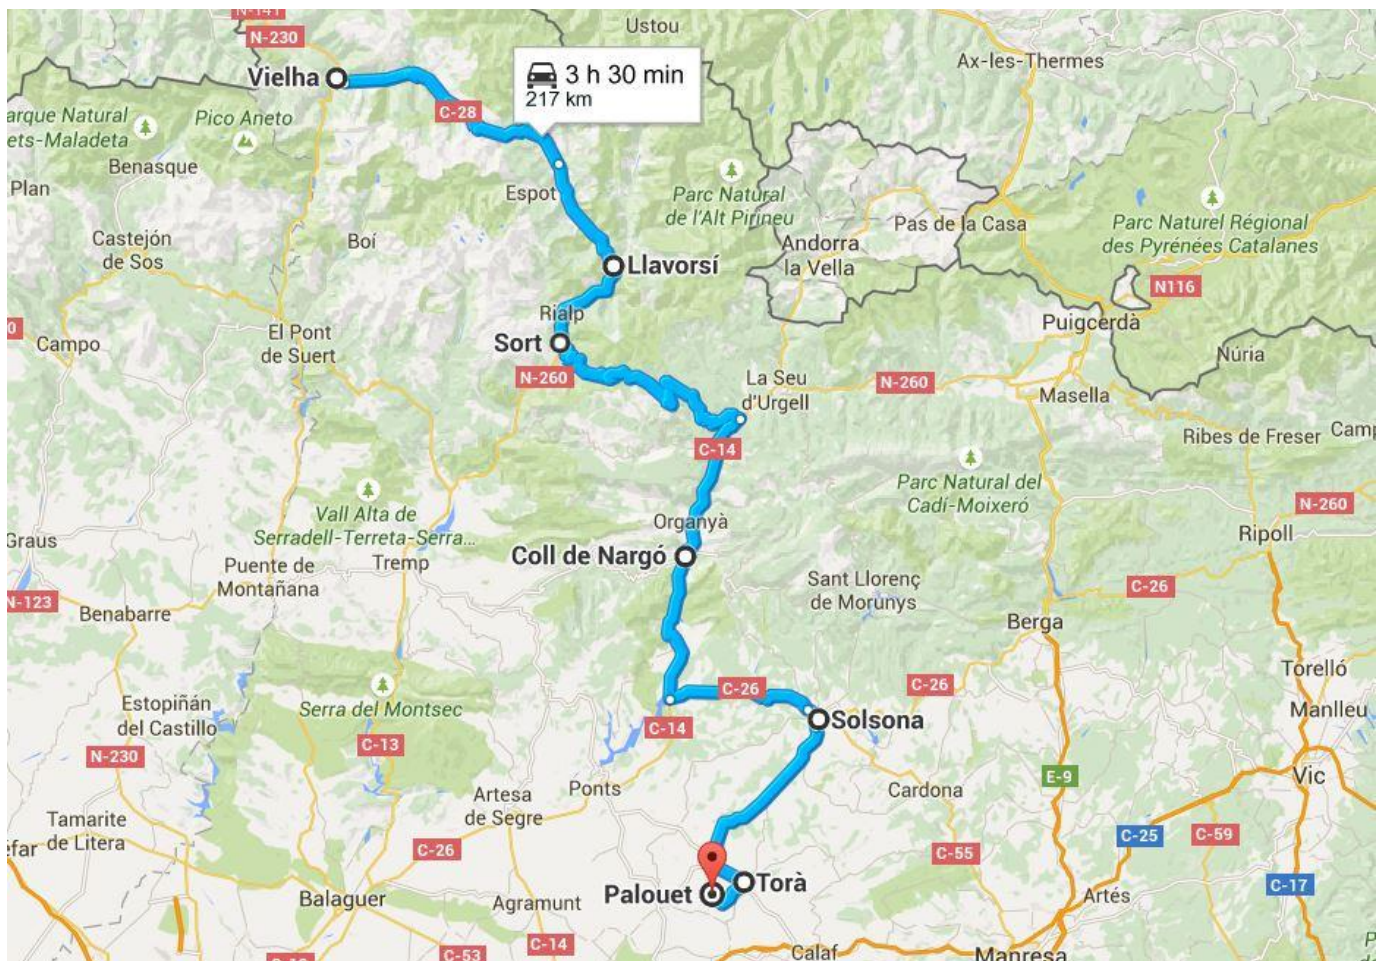 N-141
N-230
Ustou
Ax-les-Thermes
Vielha
3 h 30 min
217 km
C-28
arque Natural
ets-Maladeta
Pico Aneto
Benasque
Plan
Espot
Parc Natural
de l'Alt Pirineu
Pas de la Casa
Parc Naturel Régional
des Pyrénées Catalanes
Castejón
de Sos
Boí
Andorra
la Vella
Llavorsí
N116
Rialp
Puigcerdà
0
Campo
El Pont
de Suert
Sort
Núria
N-260
La Seu
d'Urgell
N-260
Masella
C-14
Ribes de Freser
Camp
Parc Natural del
Cadí-Moixeró
Vall Alta de
Serradell-Terreta-Serra...
Organyà
N-260
Ripoll
Graus
Coll de Nargó
Puente de
Montañana
Tremp
Sant Llorenç
de Morunys
C-26
N-123
Benabarre
Berga
Torelló
Manlleu
C-26
C-26
Estopiñán
del Castillo
Serra del Montsec
Solsona
C-14
C-13
N-230
E-9
Vic
Ponts
Cardona
Artesa
de Segre
Tamarite
de Litera
C-25
C-59
éfar
C-26
C-55
Torà
Palouet
C-17
Balaguer
Agramunt
Artés
C-14
C-53
Calaf
Manresa